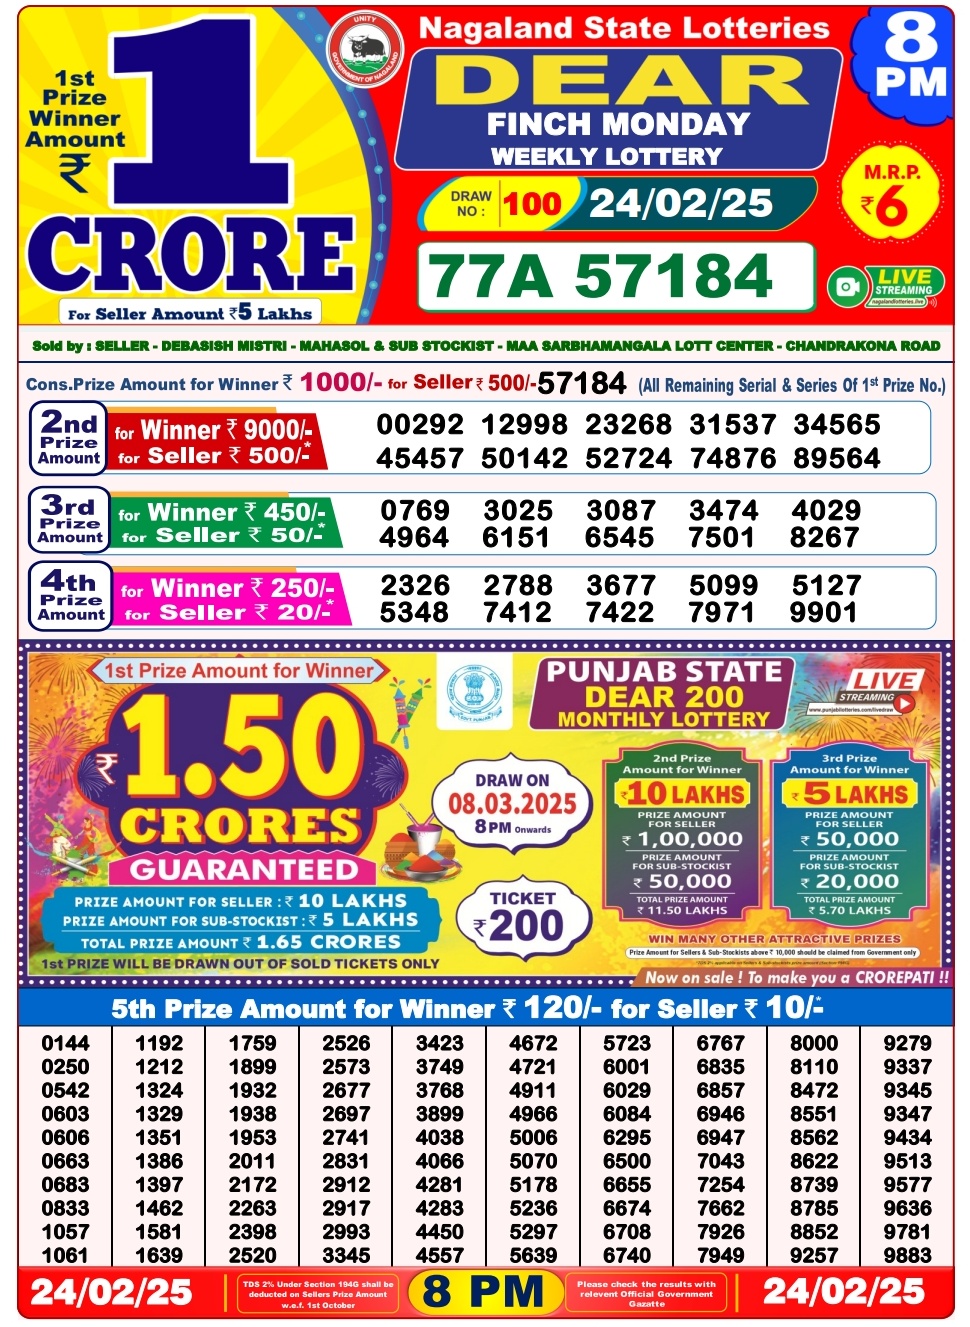 1st
Prize
Winner
Amount
₹
1
CRORE
For Seller Amount ₹5 Lakhs
UNITY
GOVERNMENT OF NAGALAND
Nagaland State Lotteries
DEAR
FINCH MONDAY
WEEKLY LOTTERY
8
PM
DRAW NO : 100 24/02/25
M.R.P.
₹6
77A 57184
LIVE
STREAMING
nagalandlotteries.live
Sold by : SELLER - DEBASISH MISTRI - MAHASOL & SUB STOCKIST - MAA SARBHAMANGALA LOTT CENTER - CHANDRAKONA ROAD
Cons.Prize Amount for Winner ₹ 1000/- for Seller ₹ 500/- 57184 (All Remaining Serial & Series Of 1st Prize No.)
2nd Prize Amount
for Winner ₹ 9000/-
for Seller ₹ 500/-*
00292 12998 23268 31537 34565
45457 50142 52724 74876 89564
3rd Prize Amount
for Winner ₹ 450/-
for Seller ₹ 50/-*
0769 3025 3087 3474 4029
4964 6151 6545 7501 8267
4th Prize Amount
for Winner ₹ 250/-
for Seller ₹ 20/-*
2326 2788 3677 5099 5127
5348 7412 7422 7971 9901
1st Prize Amount for Winner
₹ 1.50
CRORES
GUARANTEED
PRIZE AMOUNT FOR SELLER : ₹ 10 LAKHS
PRIZE AMOUNT FOR SUB-STOCKIST : ₹ 5 LAKHS
TOTAL PRIZE AMOUNT ₹ 1.65 CRORES
1st PRIZE WILL BE DRAWN OUT OF SOLD TICKETS ONLY
PUNJAB STATE
DEAR 200
MONTHLY LOTTERY
LIVE
STREAMING
www.punjablotteries.com/livedraw
DRAW ON
08.03.2025
8PM Onwards
TICKET
₹200
2nd Prize
Amount for Winner
₹ 10 LAKHS
PRIZE AMOUNT
FOR SELLER
₹ 1,00,000
PRIZE AMOUNT
FOR SUB-STOCKIST
₹ 50,000
TOTAL PRIZE AMOUNT
₹ 11.50 LAKHS
3rd Prize
Amount for Winner
₹ 5 LAKHS
PRIZE AMOUNT
FOR SELLER
₹ 50,000
PRIZE AMOUNT
FOR SUB-STOCKIST
₹ 20,000
TOTAL PRIZE AMOUNT
₹ 5.70 LAKHS
WIN MANY OTHER ATTRACTIVE PRIZES
Prize Amount for Sellers & Sub-Stockists above ₹ 10,000 should be claimed from Government only
Now on sale ! To make you a CROREPATI !!
5th Prize Amount for Winner ₹ 120/- for Seller ₹ 10/-*
0144 1192 1759 2526 3423 4672 5723 6767 8000 9279
0250 1212 1899 2573 3749 4721 6001 6835 8110 9337
0542 1324 1932 2677 3768 4911 6029 6857 8472 9345
0603 1329 1938 2697 3899 4966 6084 6946 8551 9347
0606 1351 1953 2741 4038 5006 6295 6947 8562 9434
0663 1386 2011 2831 4066 5070 6500 7043 8622 9513
0683 1397 2172 2912 4281 5178 6655 7254 8739 9577
0833 1462 2263 2917 4283 5236 6674 7662 8785 9636
1057 1581 2398 2993 4450 5297 6708 7926 8852 9781
1061 1639 2520 3345 4557 5639 6740 7949 9257 9883
24/02/25
TDS 2% Under Section 194G shall be
deducted on Sellers Prize Amount
w.e.f. 1st October
8 PM
Please check the results with
relevent Official Government
Gazatte
24/02/25